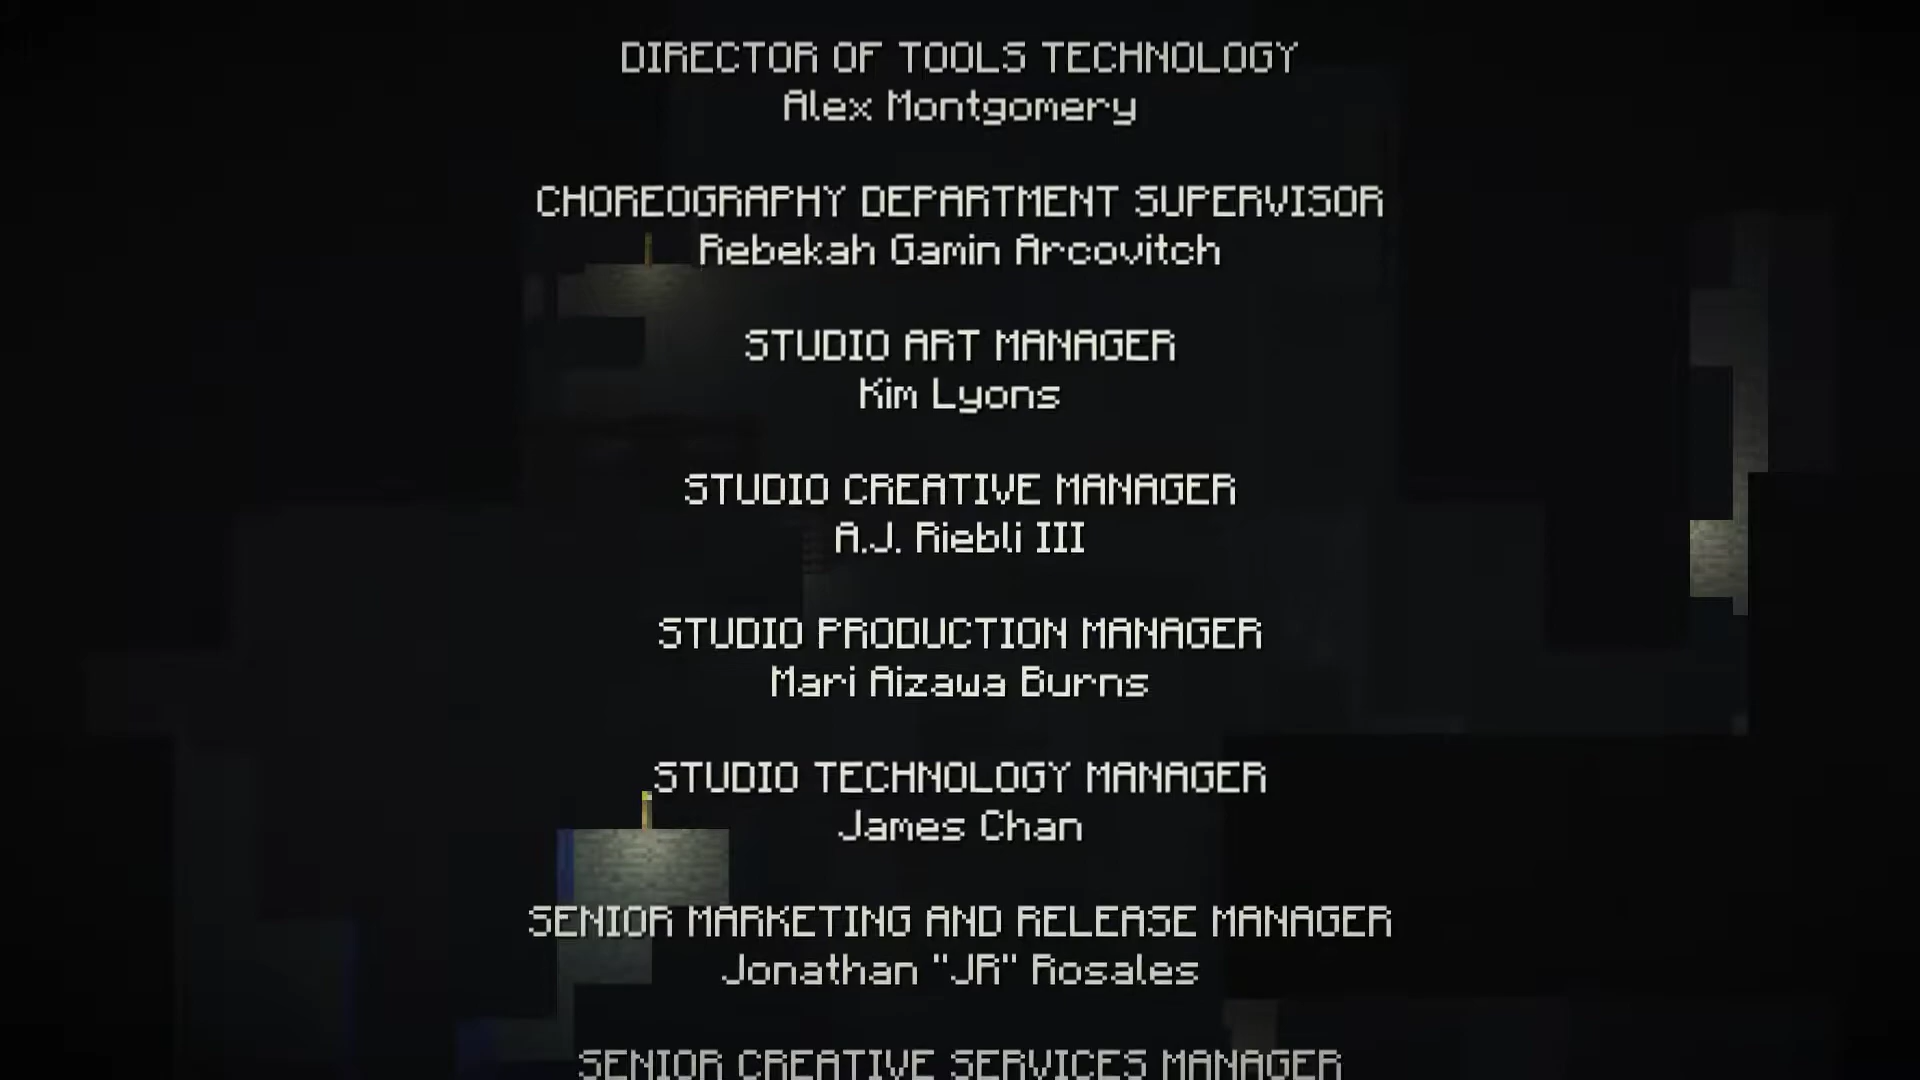 DIRECTOR OF TOOLS TECHNOLOGY
Alex Montgomery
CHOREOGRAPHY DEPARTMENT SUPERVISOR
Rebekah Gamin Arcovitch
STUDIO ART MANAGER
Kim Lyons
STUDIO CREATIVE MANAGER
A.J. Riebli III
STUDIO PRODUCTION MANAGER
Mari Aizawa Burns
STUDIO TECHNOLOGY MANAGER
James Chan
SENIOR MARKETING AND RELEASE MANAGER
Jonathan "JR" Rosales
SENIOR CREATIVE SERVICES MANAGER